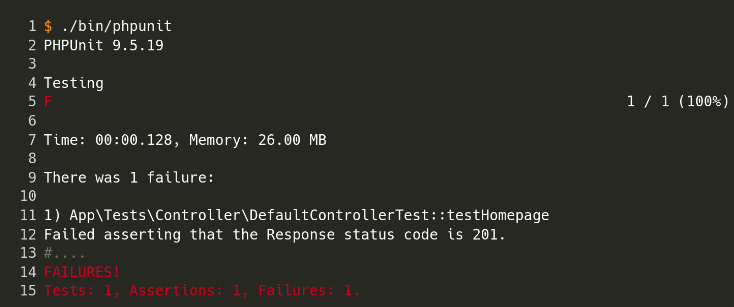 1 $ ./bin/phpunit
2 PHPUnit 9.5.19
3
4 Testing
5 F 1 / 1 (100%)
6
7 Time: 00:00.128, Memory: 26.00 MB
8
9 There was 1 failure:
10
11 1) App\Tests\Controller\DefaultControllerTest::testHomepage
12 Failed asserting that the Response status code is 201.
13 #....
14 FAILURES!
15 Tests: 1, Assertions: 1, Failures: 1.